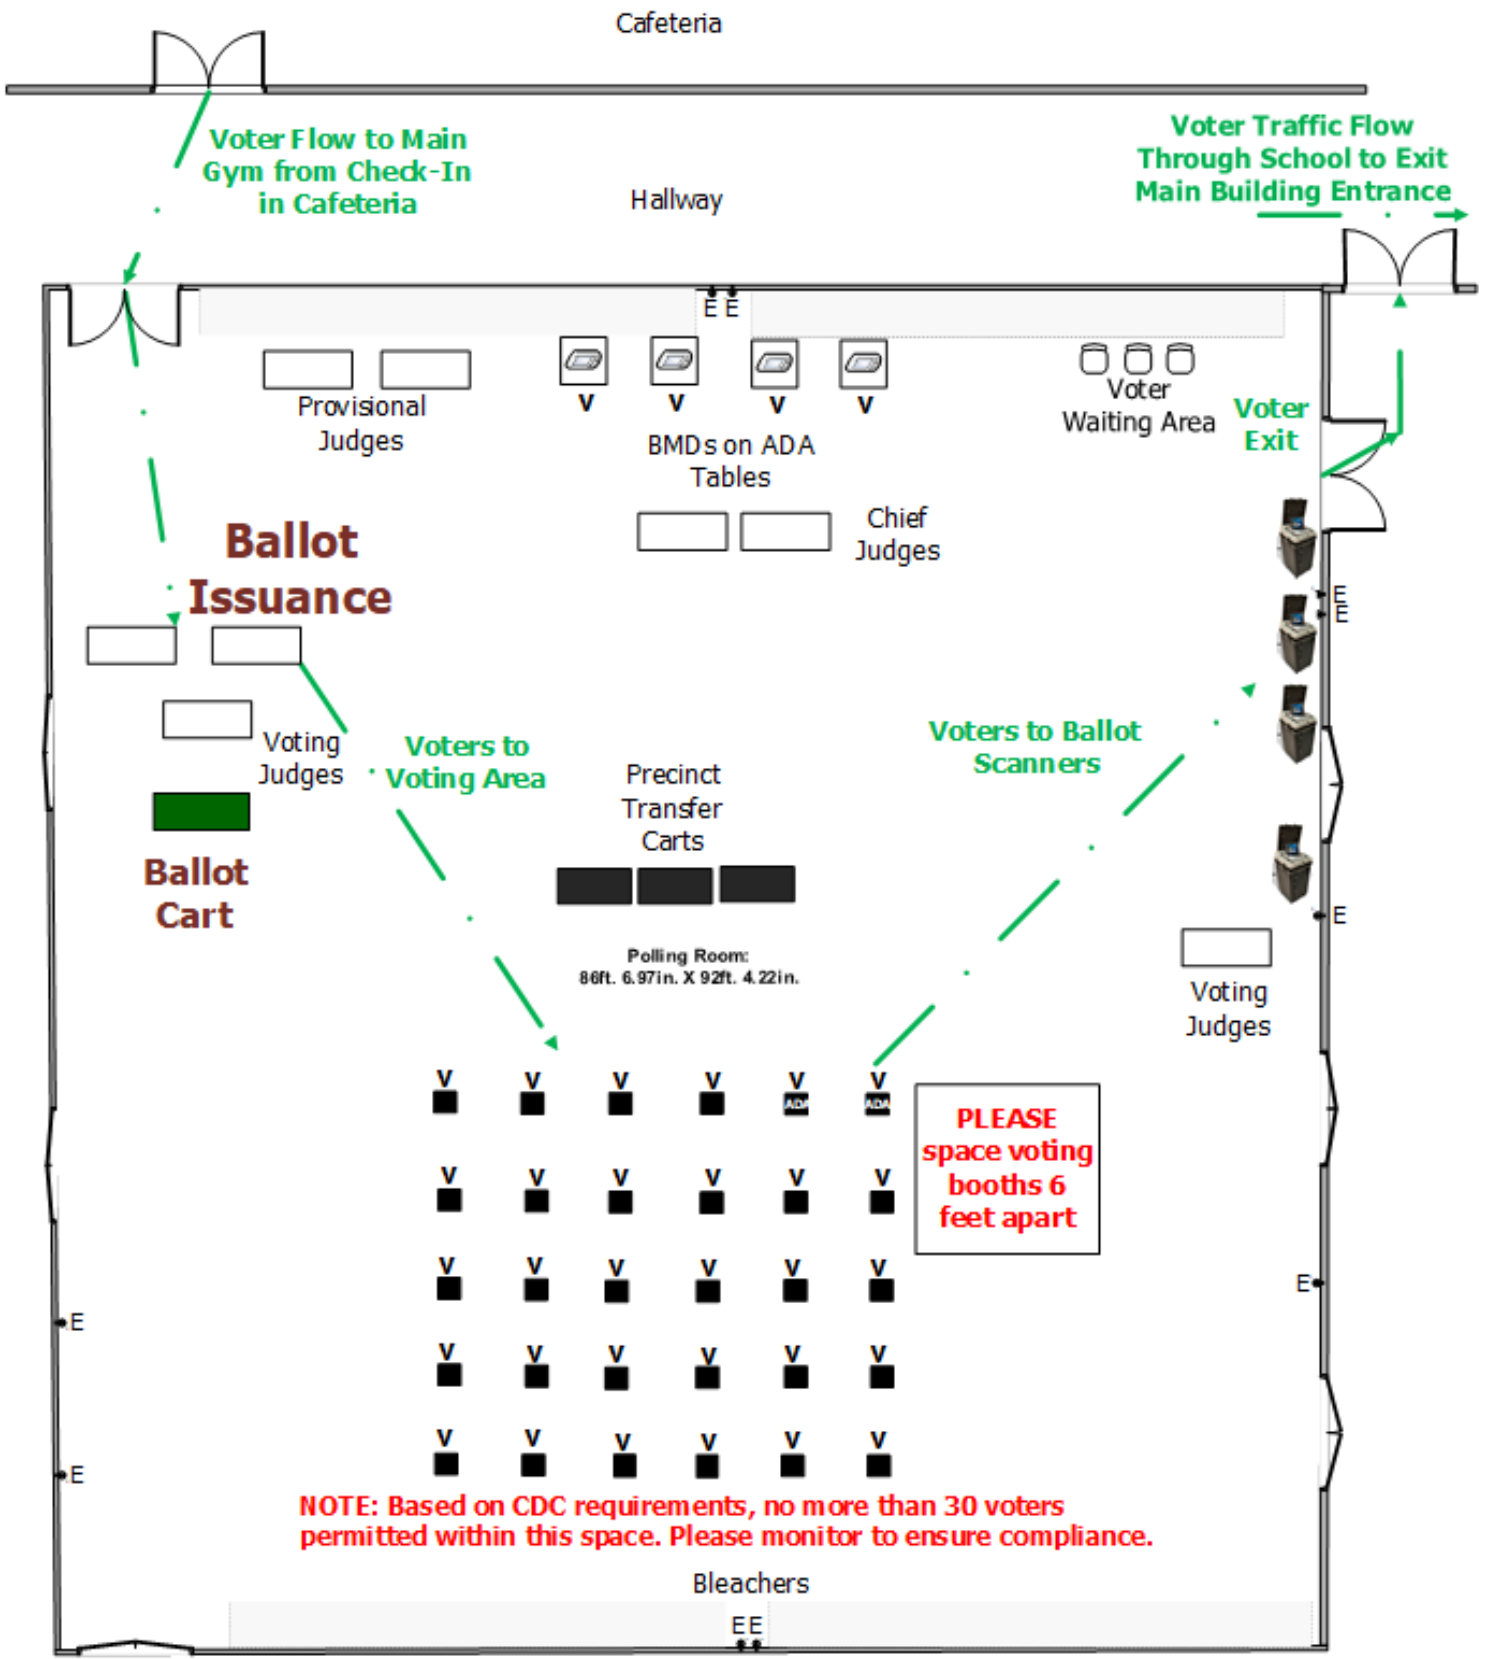 Cafeteria
Voter Flow to Main
Gym from Check-In
in Cafeteria
Hallway
Voter Traffic Flow
Through School to Exit
Main Building Entrance
E E
Provisional
Judges
V V V V
BMDs on ADA
Tables
Voter
Waiting Area
Voter
Exit
Chief
Judges
Ballot
Issuance
E
E
Voting
Judges
Voters to
Voting Area
Precinct
Transfer
Carts
Voters to Ballot
Scanners
Ballot
Cart
E
Polling Room:
86ft. 6.97in. X 92ft. 4.22in.
Voting
Judges
V V V V V V
ADA ADA
PLEASE
space voting
booths 6
feet apart
V V V V V V
V V V V V V
E
E
V V V V V V
V V V V V V
E
NOTE: Based on CDC requirements, no more than 30 voters
permitted within this space. Please monitor to ensure compliance.
Bleachers
E E